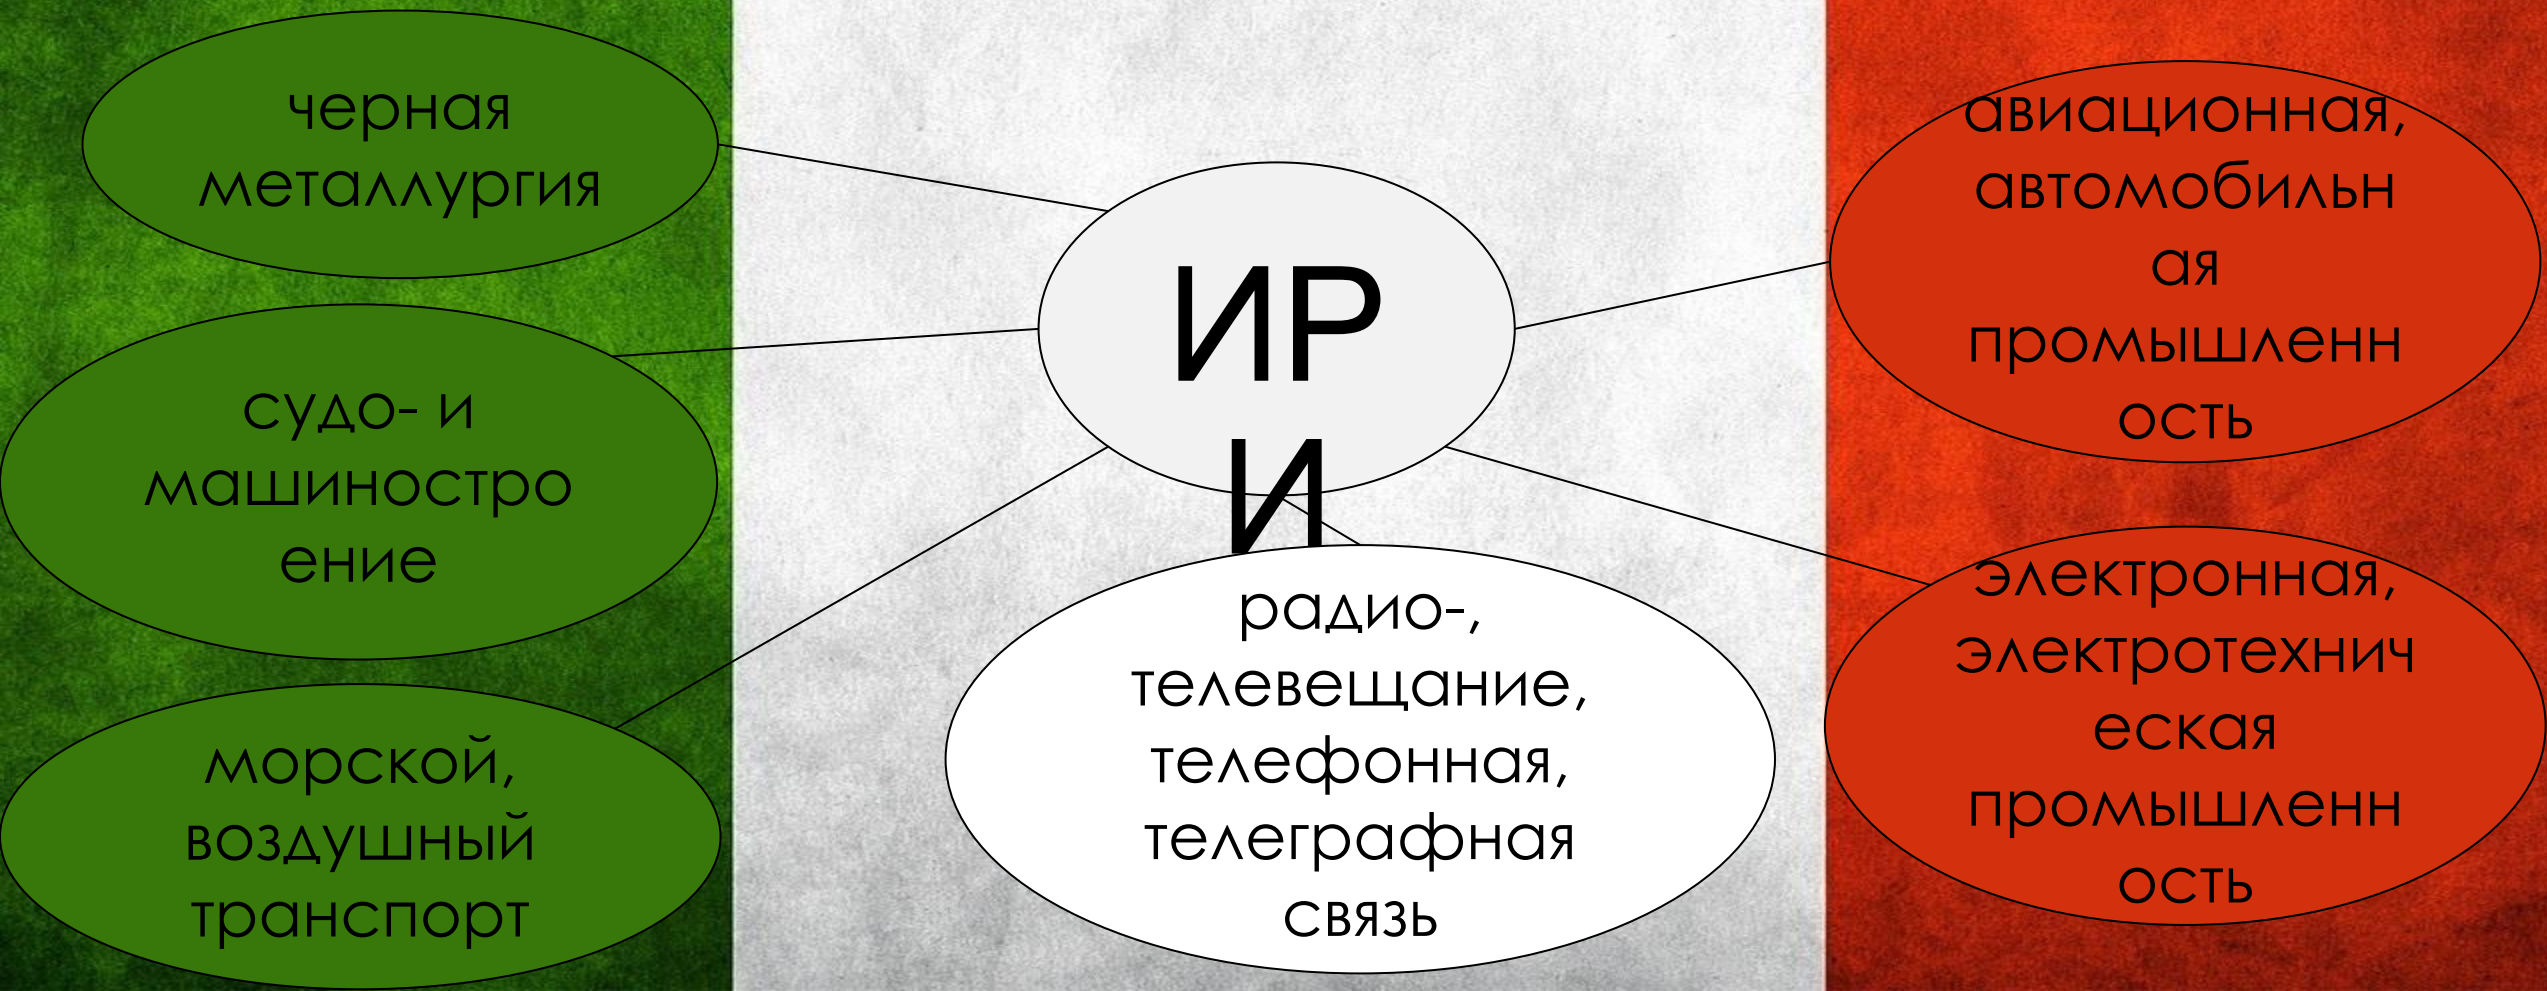 черная
металлургия
судо- и
машиностро
ение
морской,
воздушный
транспорт
ИР
И
радио-,
телевещание,
телефонная,
телеграфная
связь
авиационная,
автомобильн
ая
промышленн
ость
электронная,
электротехнич
еская
промышленн
ость